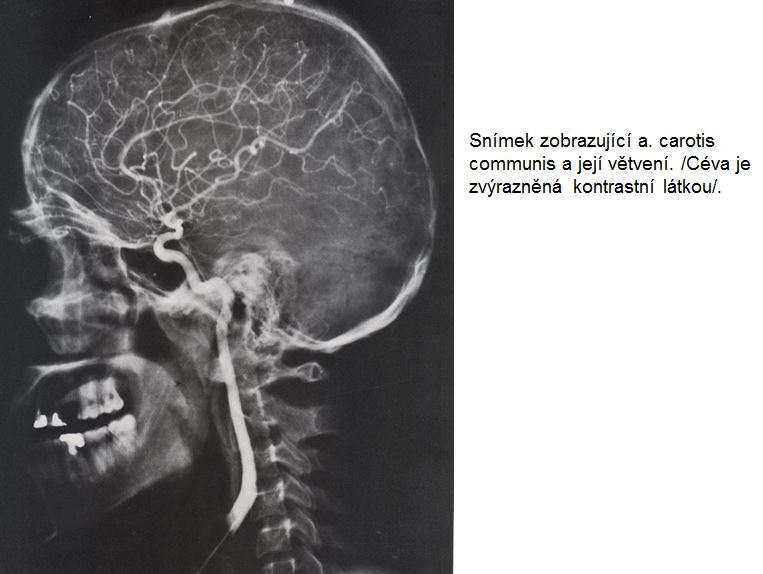 Snímek zobrazující a. carotis
communis a její větvení. /Céva je
zvýrazněná kontrastní látkou/.